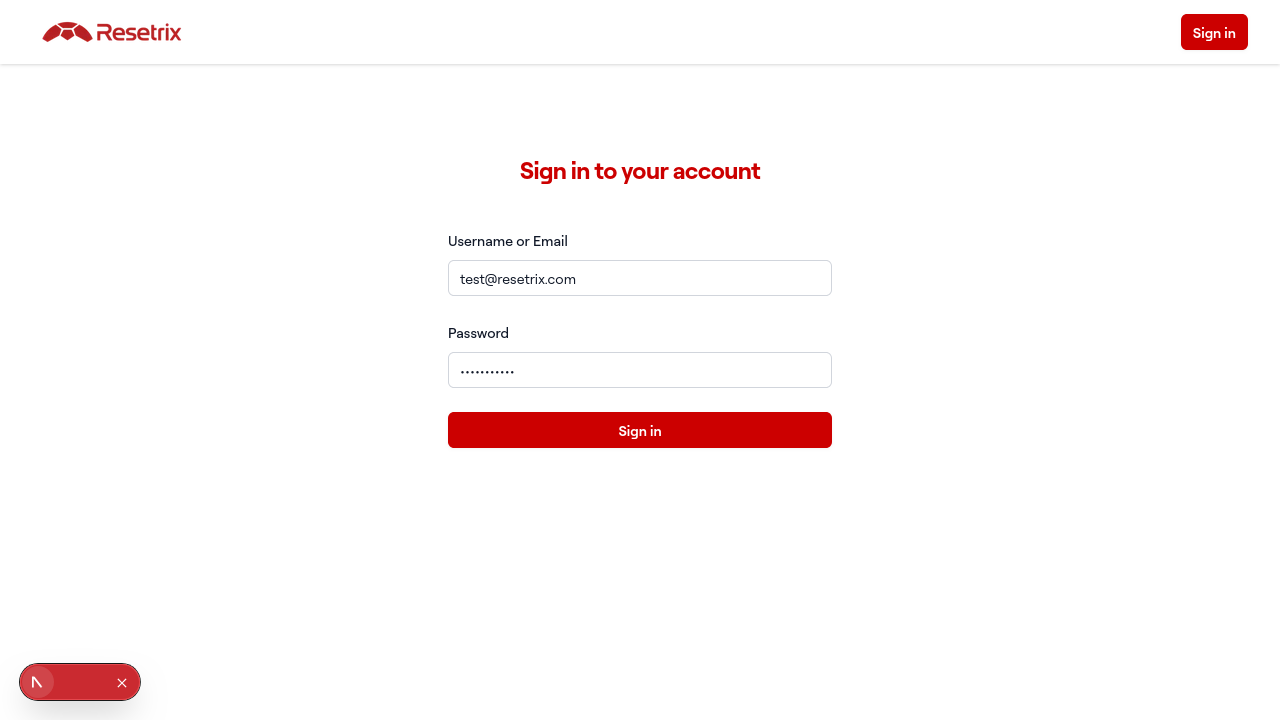 Resetrix
Sign in
Sign in to your account
Username or Email
test@resetrix.com
Password
•••••••••••
Sign in